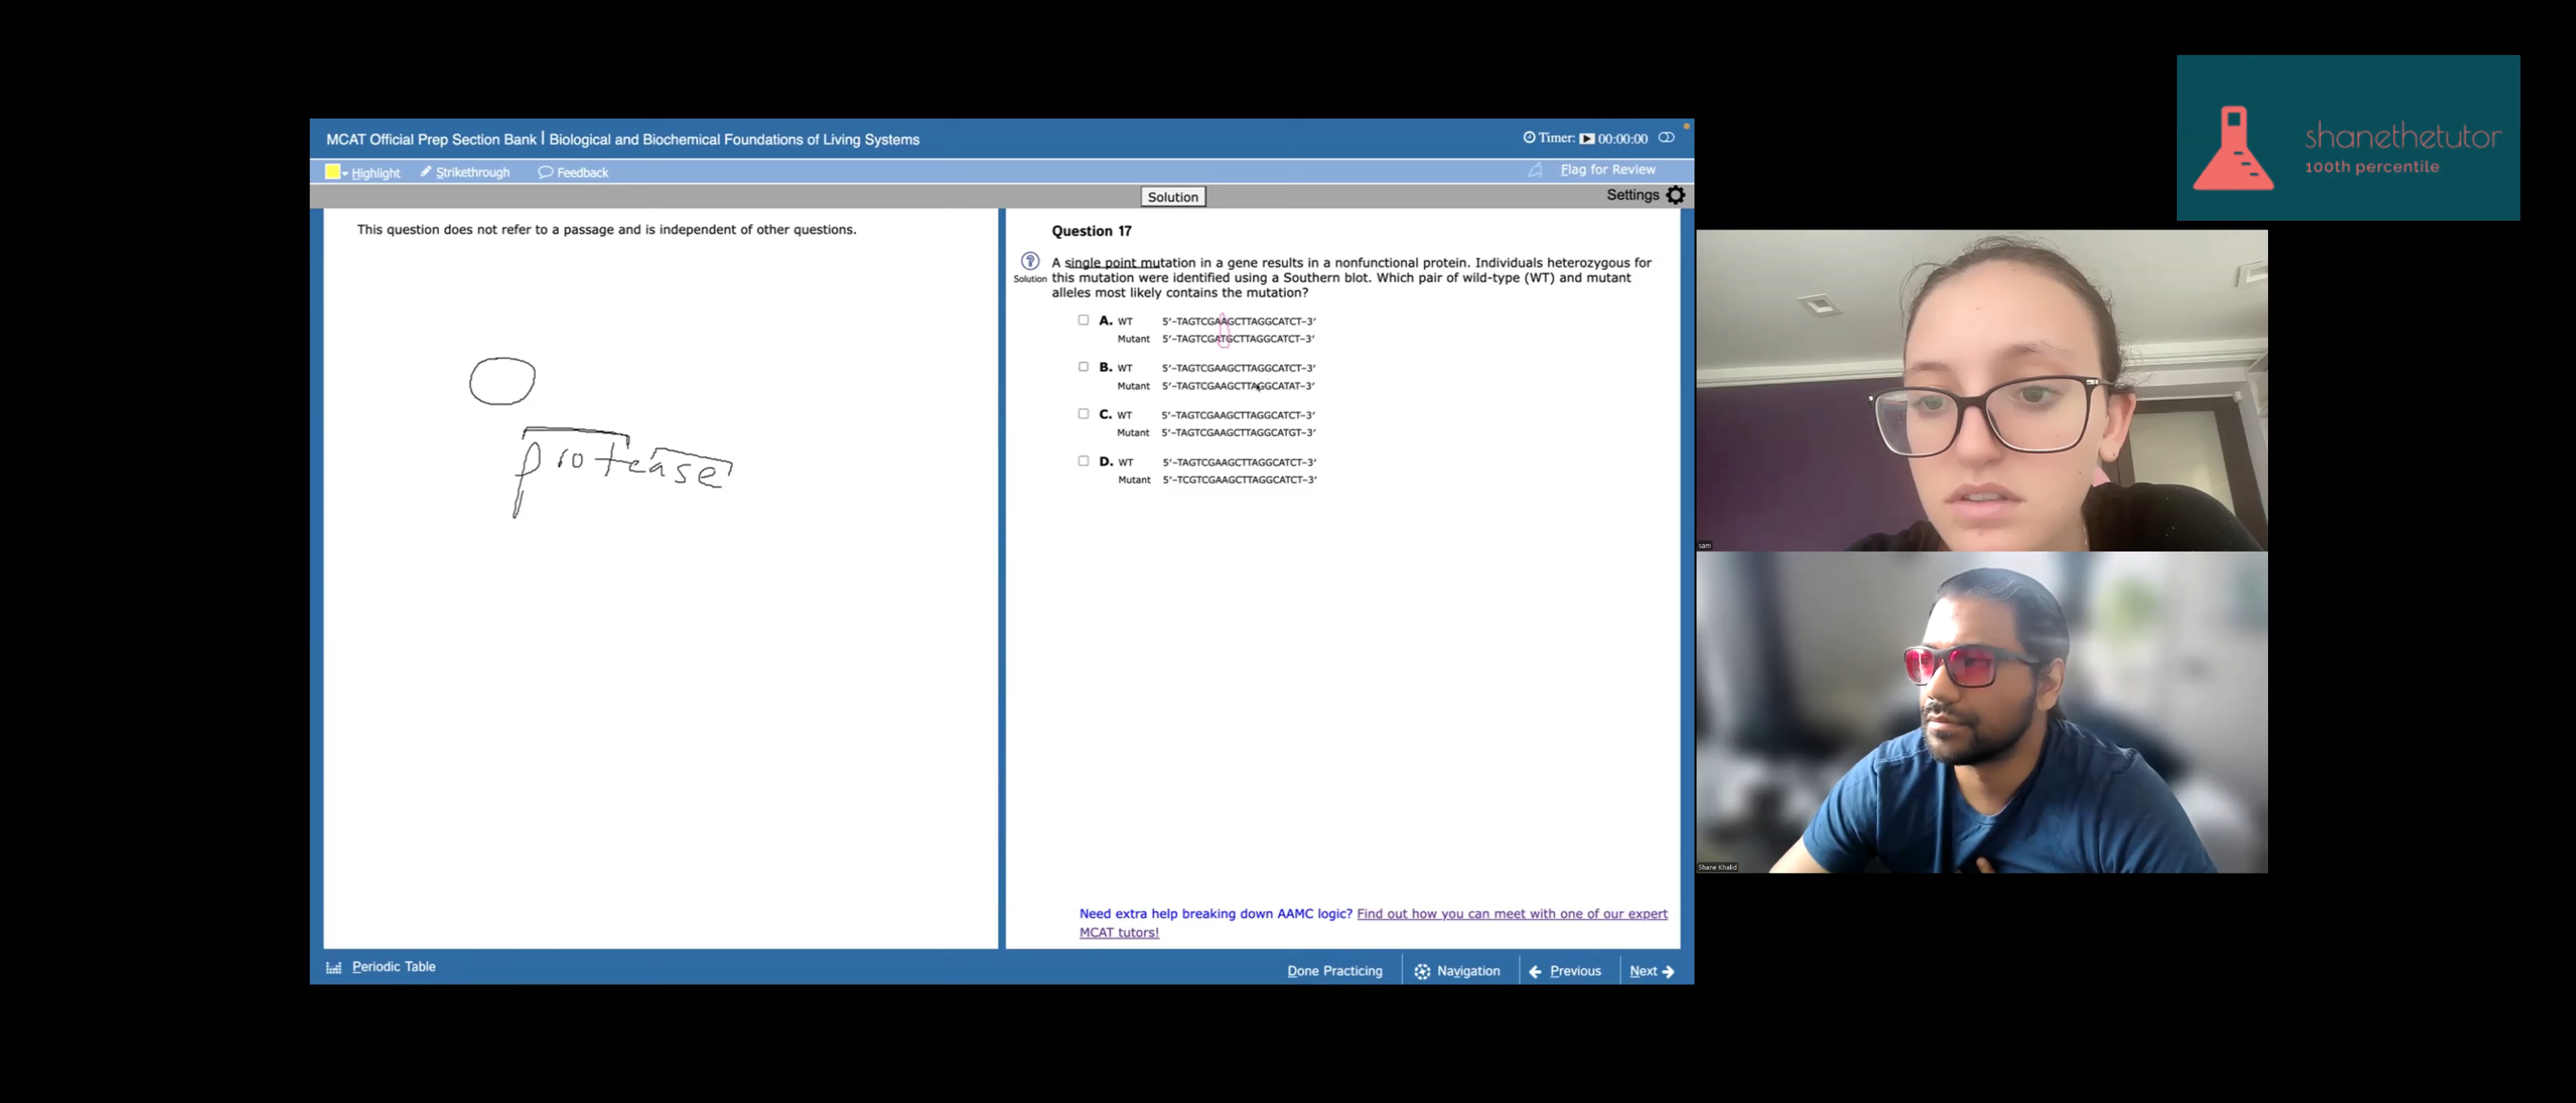 shanethetutor
100th percentile
MCAT Official Prep Section Bank | Biological and Biochemical Foundations of Living Systems
Timer: 00:00:00
Highlight Strikethrough Feedback
Flag for Review
Solution
Settings
This question does not refer to a passage and is independent of other questions.
protease
Question 17
Solution
A single point mutation in a gene results in a nonfunctional protein. Individuals heterozygous for
this mutation were identified using a Southern blot. Which pair of wild-type (WT) and mutant
alleles most likely contains the mutation?
A. WT 5'-TAGTCGAAGCTTAGGCATCT-3'
Mutant 5'-TAGTCGATGCTTAGGCATCT-3'
B. WT 5'-TAGTCGAAGCTTAGGCATCT-3'
Mutant 5'-TAGTCGAAGCTTAGGCATAT-3'
C. WT 5'-TAGTCGAAGCTTAGGCATCT-3'
Mutant 5'-TAGTCGAAGCTTAGGCATGT-3'
D. WT 5'-TAGTCGAAGCTTAGGCATCT-3'
Mutant 5'-TCGTCGAAGCTTAGGCATCT-3'
Need extra help breaking down AAMC logic? Find out how you can meet with one of our expert
MCAT tutors!
Periodic Table
Done Practicing Navigation Previous Next
sam
Shane Khalid